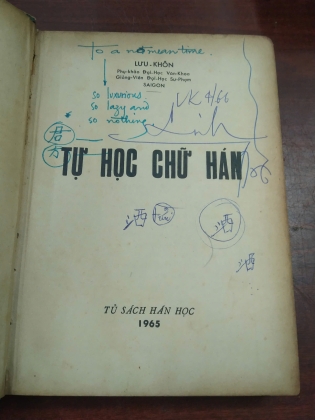 To a no mean tome.
LƯU-KHÔN
Phụ-khảo Đại-Học Văn-Khoa
Giảng-Viên Đại-Học Sư-Phạm
SAIGON
so luxurious
so lazy and
so nothing
VK 4/66
TỰ HỌC CHỮ HÁN
酒
酒
酒
TỦ SÁCH HÁN HỌC
1965